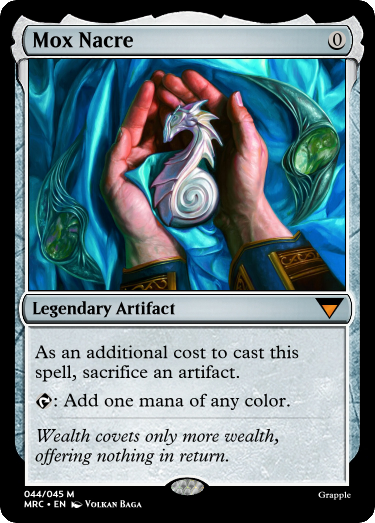 Mox Nacre 0
Legendary Artifact
As an additional cost to cast this
spell, sacrifice an artifact.
: Add one mana of any color.
Wealth covets only more wealth,
offering nothing in return.
044/045 M
MRC • EN Volkan Baga
Grapple